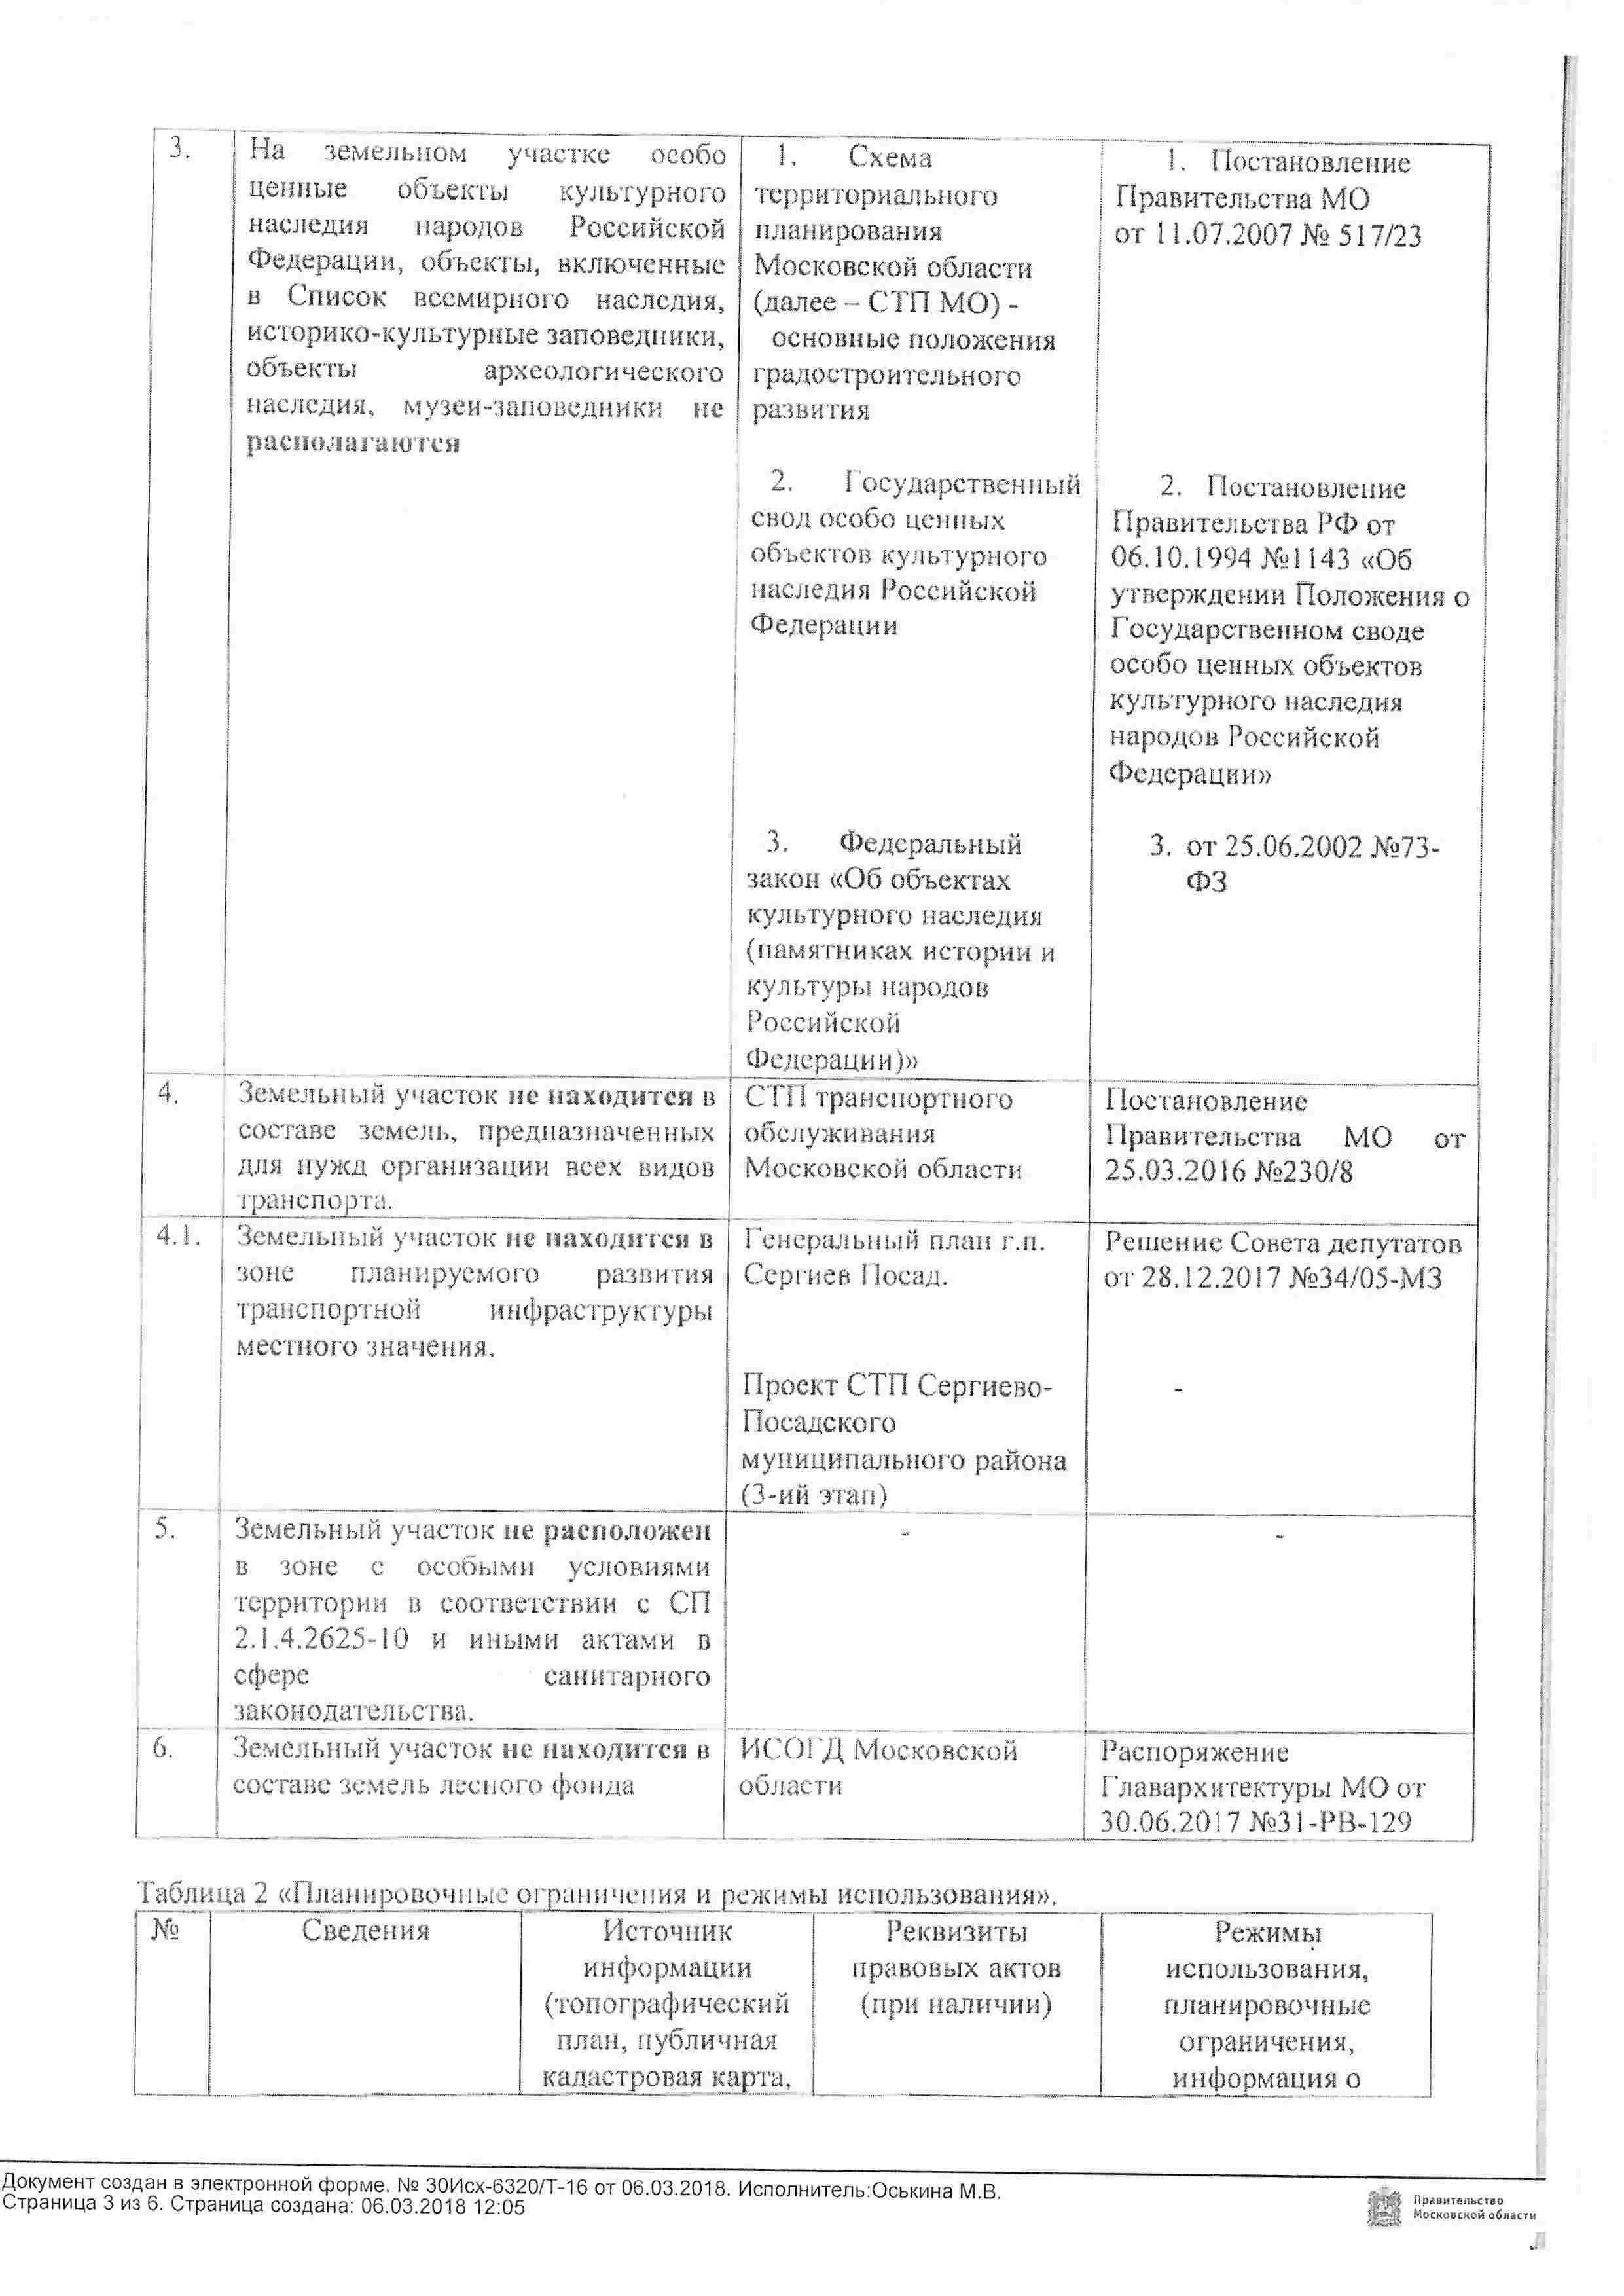 3.
На земельном участке особо
ценные объекты культурного
наследия народов Российской
Федерации, объекты, включенные
в Список всемирного наследия,
историко-культурные заповедники,
объекты археологического
наследия, музеи-заповедники не
располагаются
1. Схема
территориального
планирования
Московской области
(далее – СТП МО) -
основные положения
градостроительного
развития
2. Государственный
свод особо ценных
объектов культурного
наследия Российской
Федерации
3. Федеральный
закон «Об объектах
культурного наследия
(памятниках истории и
культуры народов
Российской
Федерации)»
1. Постановление
Правительства МО
от 11.07.2007 № 517/23
2. Постановление
Правительства РФ от
06.10.1994 №1143 «Об
утверждении Положения о
Государственном своде
особо ценных объектов
культурного наследия
народов Российской
Федерации»
3. от 25.06.2002 №73-
ФЗ
4.
Земельный участок не находится в
составе земель, предназначенных
для нужд организации всех видов
транспорта.
СТП транспортного
обслуживания
Московской области
Постановление
Правительства МО от
25.03.2016 №230/8
4.1.
Земельный участок не находится в
зоне планируемого развития
транспортной инфраструктуры
местного значения.
Генеральный план г.п.
Сергиев Посад.
Проект СТП Сергиево-
Посадского
муниципального района
(3-ий этап)
Решение Совета депутатов
от 28.12.2017 №34/05-МЗ
-
5.
Земельный участок не расположен
в зоне с особыми условиями
территории в соответствии с СП
2.1.4.2625-10 и иными актами в
сфере санитарного
законодательства.
-
-
6.
Земельный участок не находится в
составе земель лесного фонда
ИСОГД Московской
области
Распоряжение
Главархитектуры МО от
30.06.2017 №31-РВ-129
Таблица 2 «Планировочные ограничения и режимы использования».
№
Сведения
Источник
информации
(топографический
план, публичная
кадастровая карта,
Реквизиты
правовых актов
(при наличии)
Режимы
использования,
планировочные
ограничения,
информация о
Документ создан в электронной форме. № 30Исх-6320/Т-16 от 06.03.2018. Исполнитель:Оськина М.В.
Страница 3 из 6. Страница создана: 06.03.2018 12:05
Правительство
Московской области